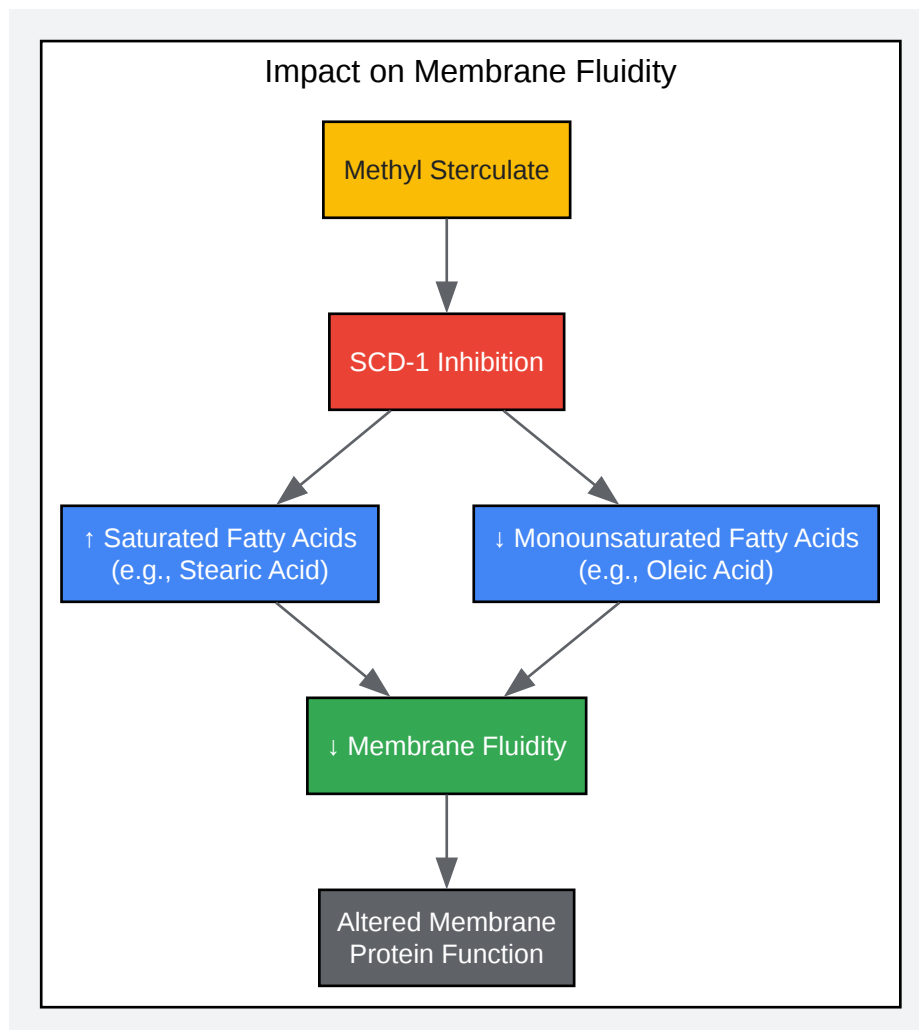 Impact on Membrane Fluidity
Methyl Sterculate
SCD-1 Inhibition
↑ Saturated Fatty Acids
(e.g., Stearic Acid)
↓ Monounsaturated Fatty Acids
(e.g., Oleic Acid)
↓ Membrane Fluidity
Altered Membrane
Protein Function